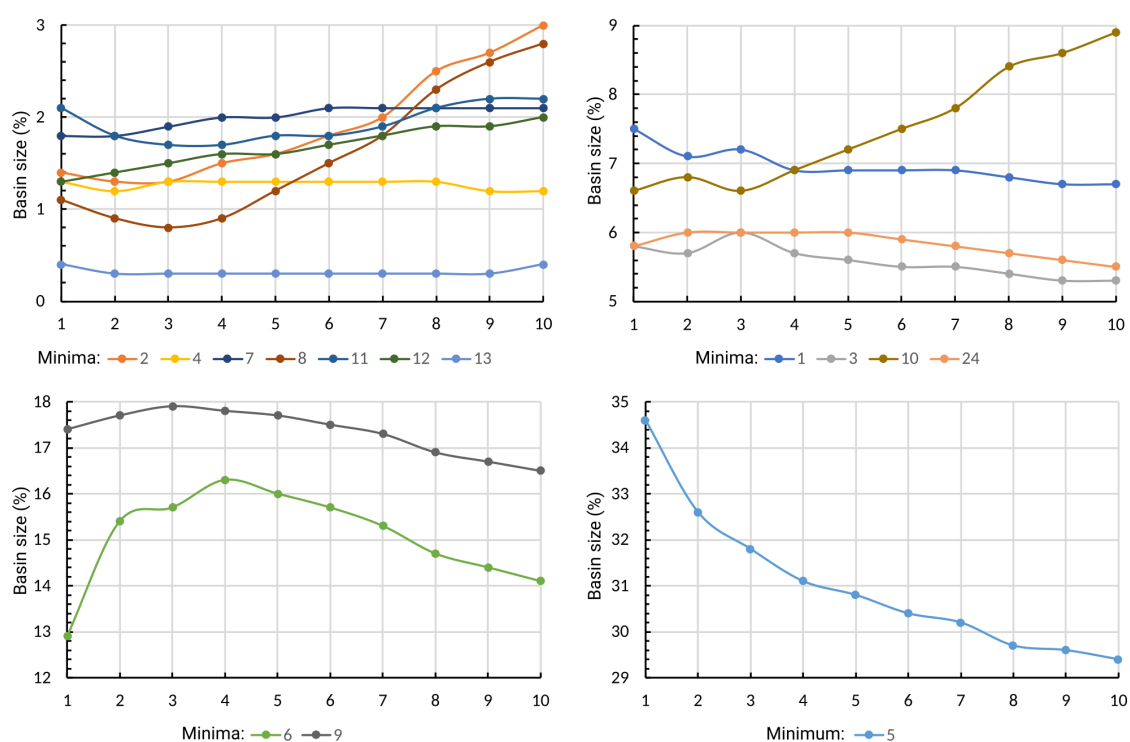 3
2
1
0
Basin size (%)
1 2 3 4 5 6 7 8 9 10
Minima: 2 4 7 8 11 12 13
9
8
7
6
5
Basin size (%)
1 2 3 4 5 6 7 8 9 10
Minima: 1 3 10 24
18
17
16
15
14
13
12
Basin size (%)
1 2 3 4 5 6 7 8 9 10
Minima: 6 9
35
34
33
32
31
30
29
Basin size (%)
1 2 3 4 5 6 7 8 9 10
Minimum: 5